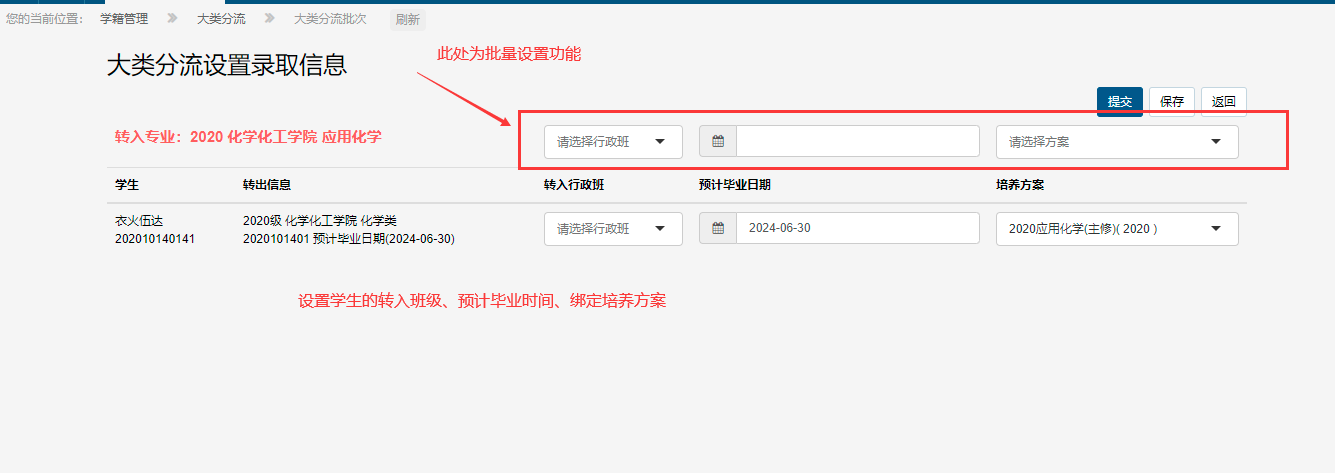 您的当前位置： 学籍管理 大类分流 大类分流批次 刷新
此处为批量设置功能
大类分流设置录取信息
提交 保存 返回
转入专业：2020 化学化工学院 应用化学 请选择行政班 请选择方案
学生 转出信息 转入行政班 预计毕业日期 培养方案
衣火伍达 2020级 化学化工学院 化学类 请选择行政班 2024-06-30 2020应用化学(主修)( 2020 )
202010140141 2020101401 预计毕业日期(2024-06-30)
设置学生的转入班级、预计毕业时间、绑定培养方案